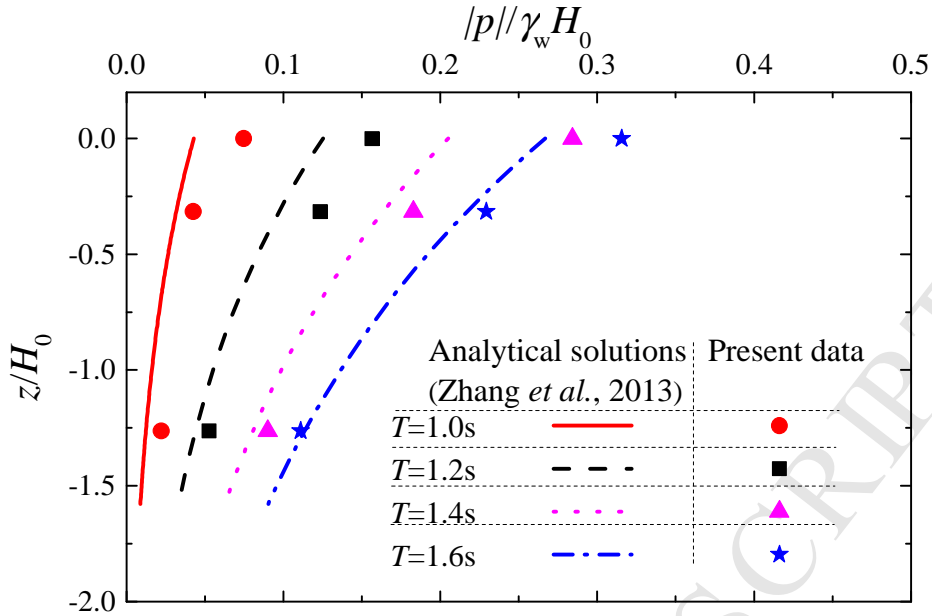 |p|/γwH0
0.0 0.1 0.2 0.3 0.4 0.5
z/H0
0.0
-0.5
-1.0
-1.5
-2.0
Analytical solutions Present data
(Zhang et al., 2013)
T=1.0s
T=1.2s
T=1.4s
T=1.6s
SCRIPT